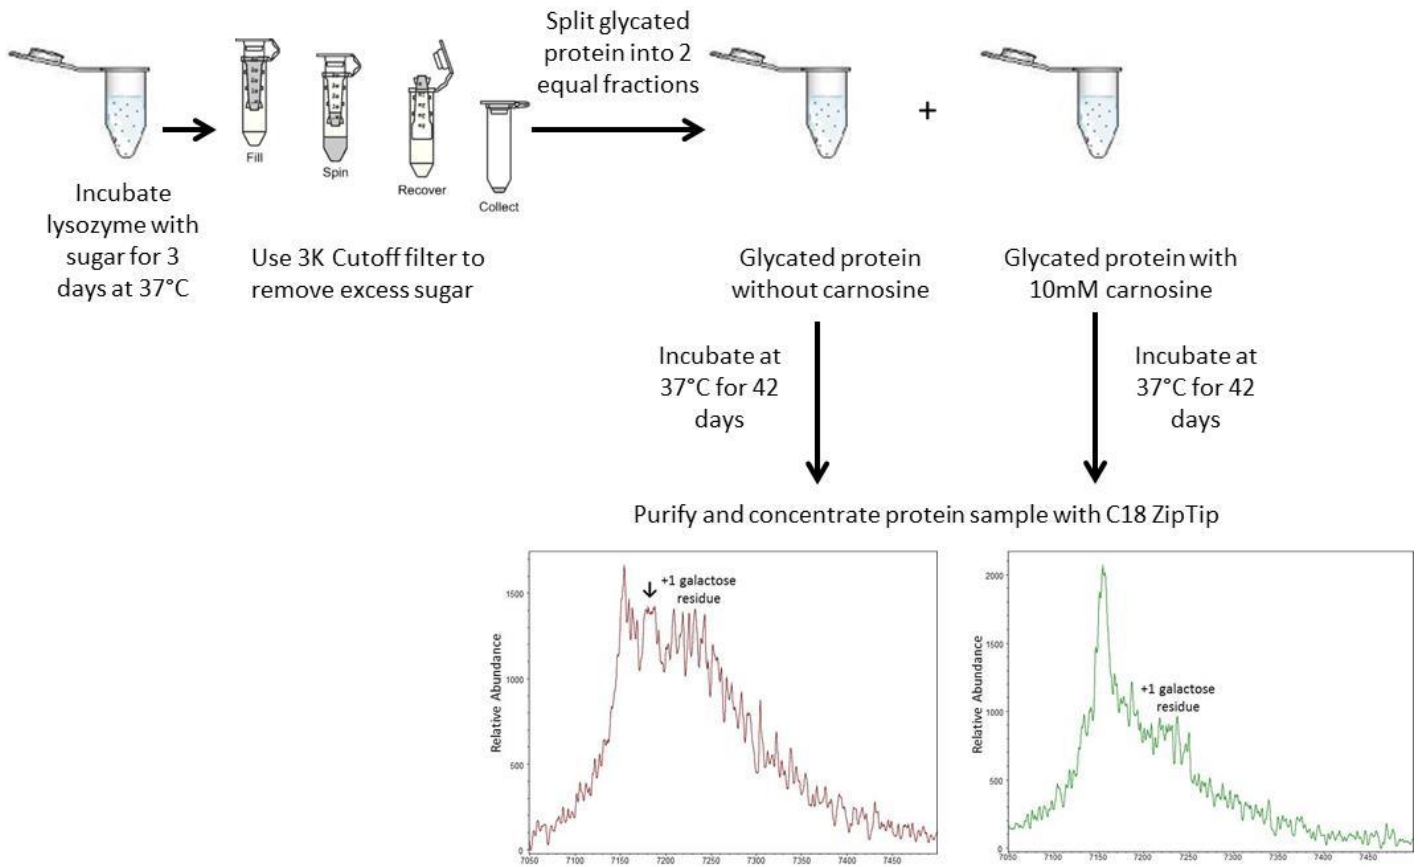 Split glycated
protein into 2
equal fractions
+
Fill
Spin
Recover
Collect
Incubate
lysozyme with
sugar for 3
days at 37°C
Use 3K Cutoff filter to
remove excess sugar
Glycated protein
without carnosine
Glycated protein with
10mM carnosine
Incubate at
37°C for 42
days
Incubate at
37°C for 42
days
Purify and concentrate protein sample with C18 ZipTip
+1 galactose
residue
Relative Abundance
1500
1000
500
0
7050 7100 7150 7200 7250 7300 7350 7400 7450
+1 galactose
residue
Relative Abundance
2000
1500
1000
500
0
7050 7100 7150 7200 7250 7300 7350 7400 7450